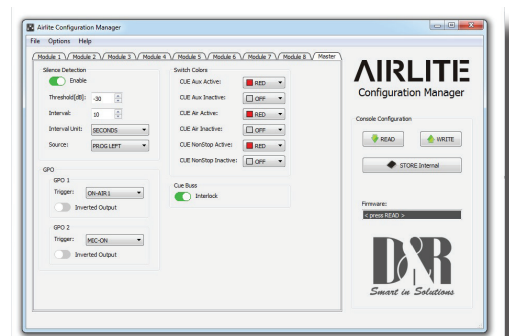 Airlite Configuration Manager
File Options Help
Module 1 Module 2 Module 3 Module 4 Module 5 Module 6 Module 7 Module 8 Master
Silence Detection
Enable
Threshold[dB]: -30
Interval: 10
Interval Unit: SECONDS
Source: PROG LEFT
GPO
GPO 1
Trigger: ON-AIR 1
Inverted Output
GPO 2
Trigger: MIC-ON
Inverted Output
Switch Colors
CUE Aux Active: RED
CUE Aux Inactive: OFF
CUE Air Active: RED
CUE Air Inactive: OFF
CUE NonStop Active: RED
CUE NonStop Inactive: OFF
Cue Buss
Interlock
AIRLITE
Configuration Manager
Console Configuration
READ WRITE
STORE Internal
Firmware:
< press READ >
D&R
Smart in Solutions